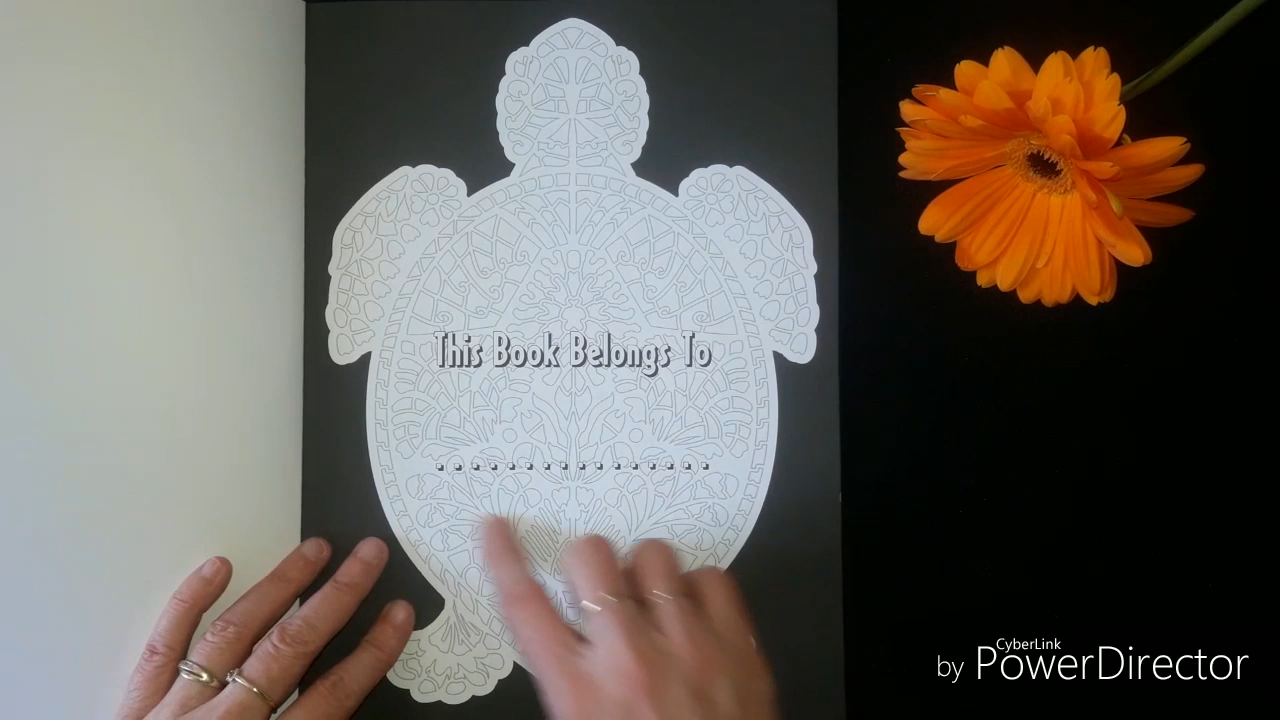 This Book Belongs To
................
CyberLink
by PowerDirector